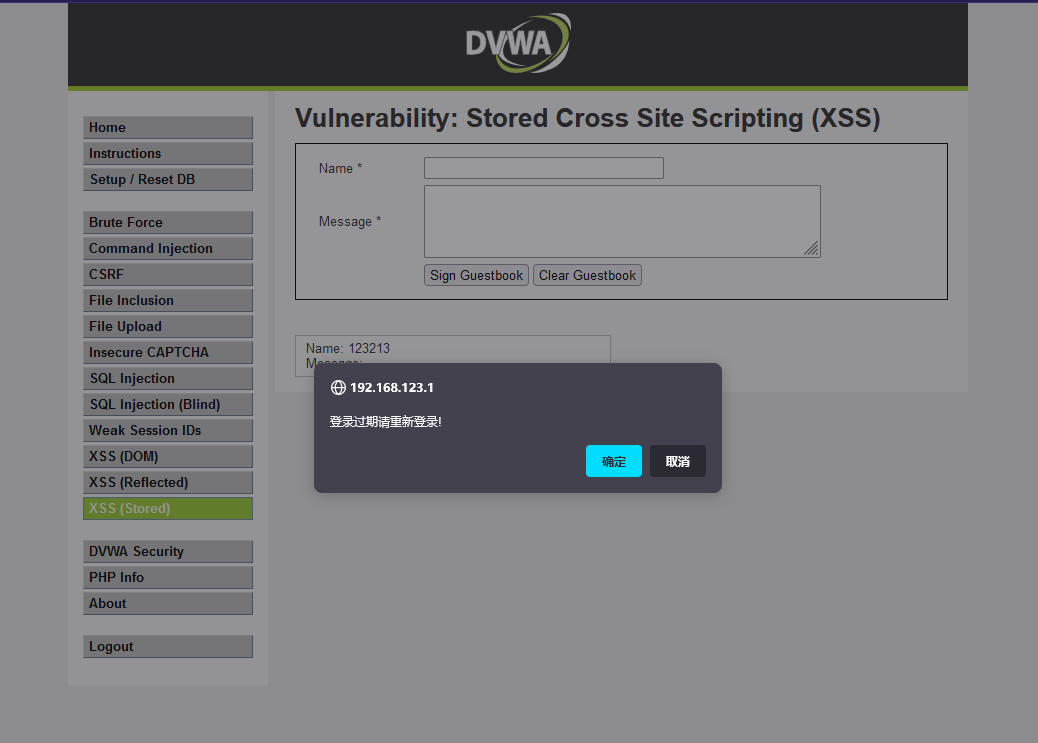 DVWA
Vulnerability: Stored Cross Site Scripting (XSS)
Home
Instructions
Setup / Reset DB
Brute Force
Command Injection
CSRF
File Inclusion
File Upload
Insecure CAPTCHA
SQL Injection
SQL Injection (Blind)
Weak Session IDs
XSS (DOM)
XSS (Reflected)
XSS (Stored)
DVWA Security
PHP Info
About
Logout
Name *
Message *
Sign Guestbook Clear Guestbook
Name: 123213
Message:
192.168.123.1
登录过期请重新登录!
确定 取消